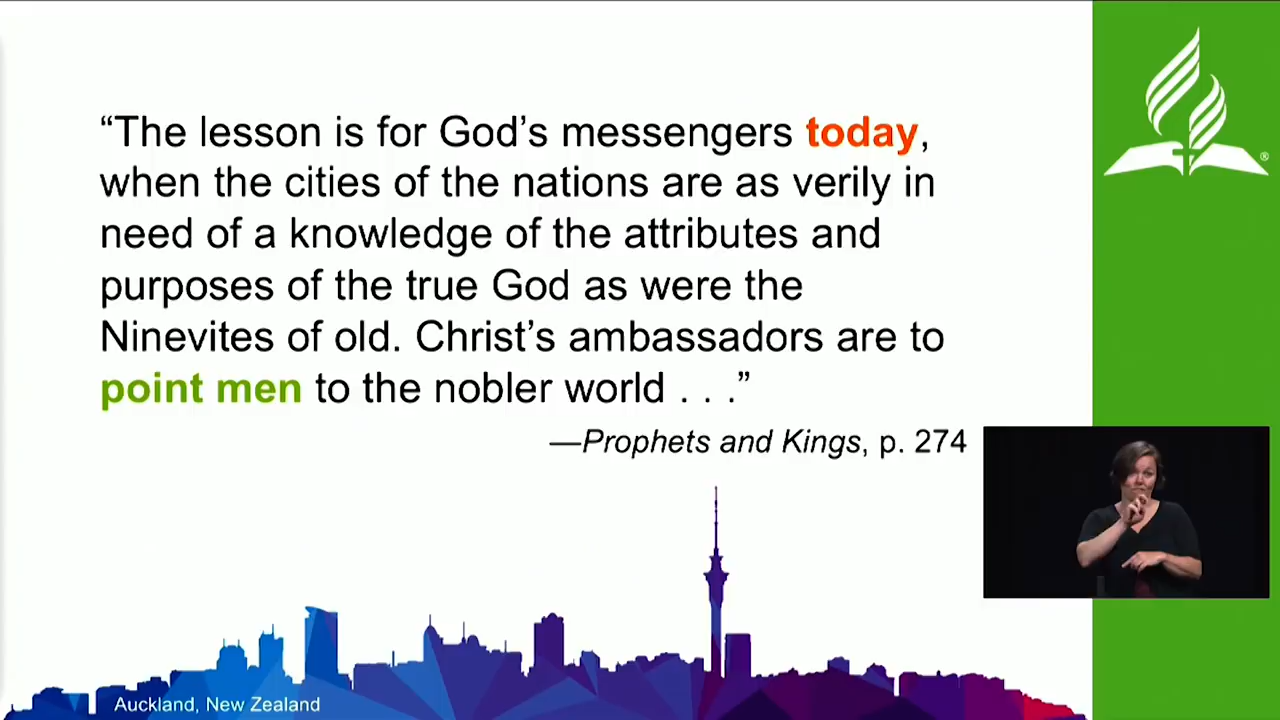 “The lesson is for God’s messengers today,
when the cities of the nations are as verily in
need of a knowledge of the attributes and
purposes of the true God as were the
Ninevites of old. Christ’s ambassadors are to
point men to the nobler world . . .”
—Prophets and Kings, p. 274
Auckland, New Zealand
®